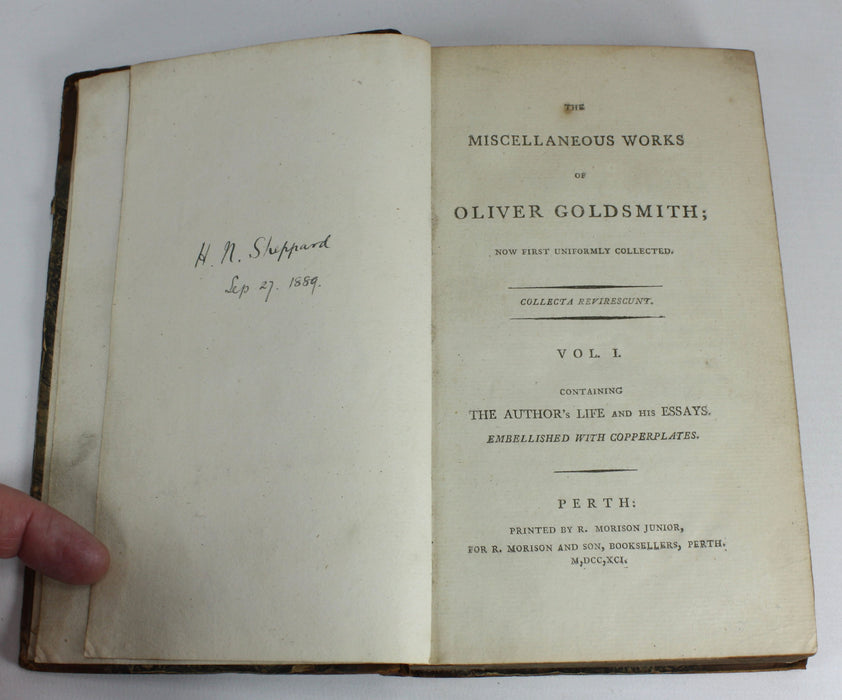 H. N. Sheppard
Sep 27. 1889.
THE
MISCELLANEOUS WORKS
OF
OLIVER GOLDSMITH;
NOW FIRST UNIFORMLY COLLECTED.
COLLECTA REVIRESCUNT.
VOL. I.
CONTAINING
THE AUTHOR's LIFE AND HIS ESSAYS.
EMBELLISHED WITH COPPERPLATES.
PERTH:
PRINTED BY R. MORISON JUNIOR,
FOR R. MORISON AND SON, BOOKSELLERS, PERTH.
M,DCC,XCI.